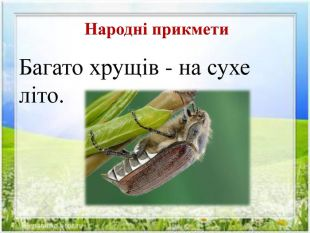 Народні прикмети
Багато хрущів - на сухе
літо.